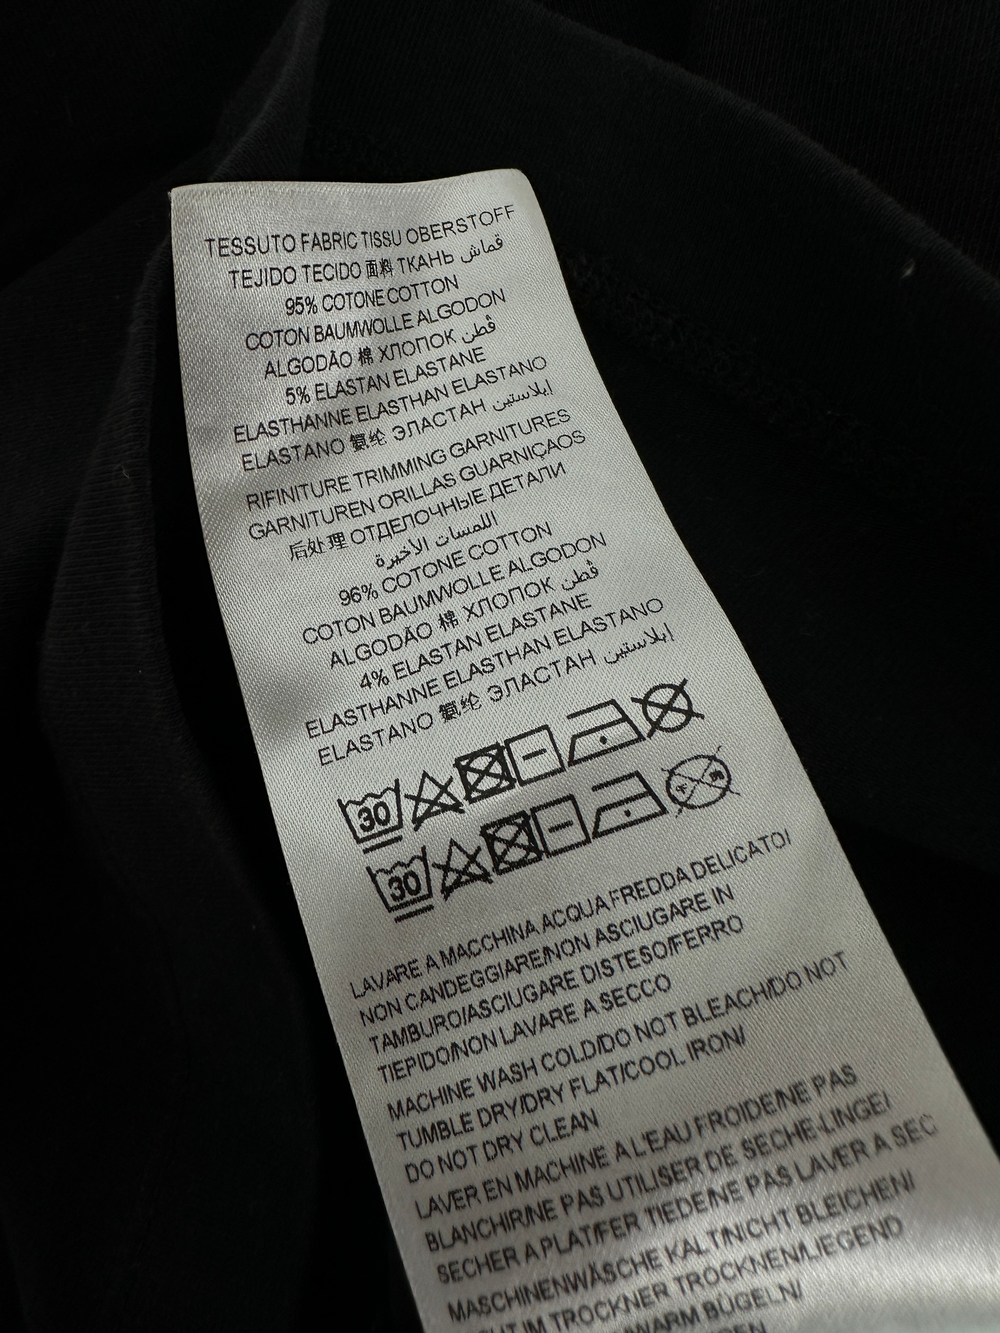 TESSUTO FABRIC TISSU OBERSTOFF
TEJIDO TECIDO 面料 ТКАНЬ قماش
95% COTONE COTTON
COTON BAUMWOLLE ALGODON
ALGODÃO 棉 ХЛОПОК قطن
5% ELASTAN ELASTANE
ELASTHANNE ELASTHAN ELASTANO
ELASTANO 氨纶 ЭЛАСТАН إيلاستين
RIFINITURE TRIMMING GARNITURES
GARNITUREN ORILLAS GUARNIÇAOS
后处理 ОТДЕЛОЧНЫЕ ДЕТАЛИ
اللمسات الأخيرة
96% COTONE COTTON
COTON BAUMWOLLE ALGODON
ALGODÃO 棉 ХЛОПОК قطن
4% ELASTAN ELASTANE
ELASTHANNE ELASTHAN ELASTANO
ELASTANO 氨纶 ЭЛАСТАН إيلاستين
30
30
LAVARE A MACCHINA ACQUA FREDDA DELICATO/
NON CANDEGGIARE/NON ASCIUGARE IN
TAMBURO/ASCIUGARE DISTESO/FERRO
TIEPIDO/NON LAVARE A SECCO
MACHINE WASH COLD/DO NOT BLEACH/DO NOT
TUMBLE DRY/DRY FLAT/COOL IRON/
DO NOT DRY CLEAN
LAVER EN MACHINE A L'EAU FROIDE/NE PAS
BLANCHIR/NE PAS UTILISER DE SECHE-LINGE/
SECHER A PLAT/FER TIEDE/NE PAS LAVER A SEC
MASCHINENWÄSCHE KALT/NICHT BLEICHEN/
IM TROCKNER TROCKNEN/LIEGEND
WARM BÜGELN/